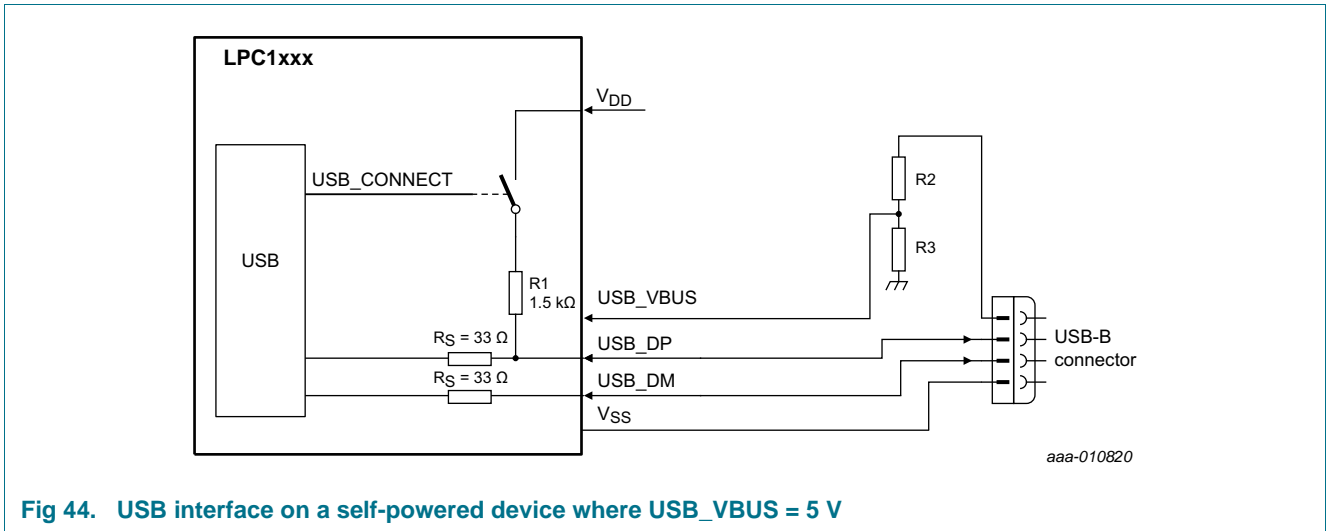 LPC1xxx
VDD
USB_CONNECT
R2
USB
R3
R1
1.5 kΩ
USB_VBUS
RS = 33 Ω
USB_DP
USB-B
connector
RS = 33 Ω
USB_DM
VSS
aaa-010820
Fig 44. USB interface on a self-powered device where USB_VBUS = 5 V